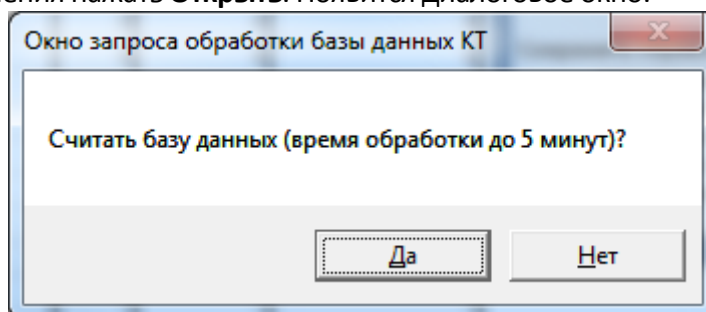 нажать
Появится диалоговое окно:
Окно запроса обработки базы данных КТ
Считать базу данных (время обработки до 5 минут)?
Да
Нет